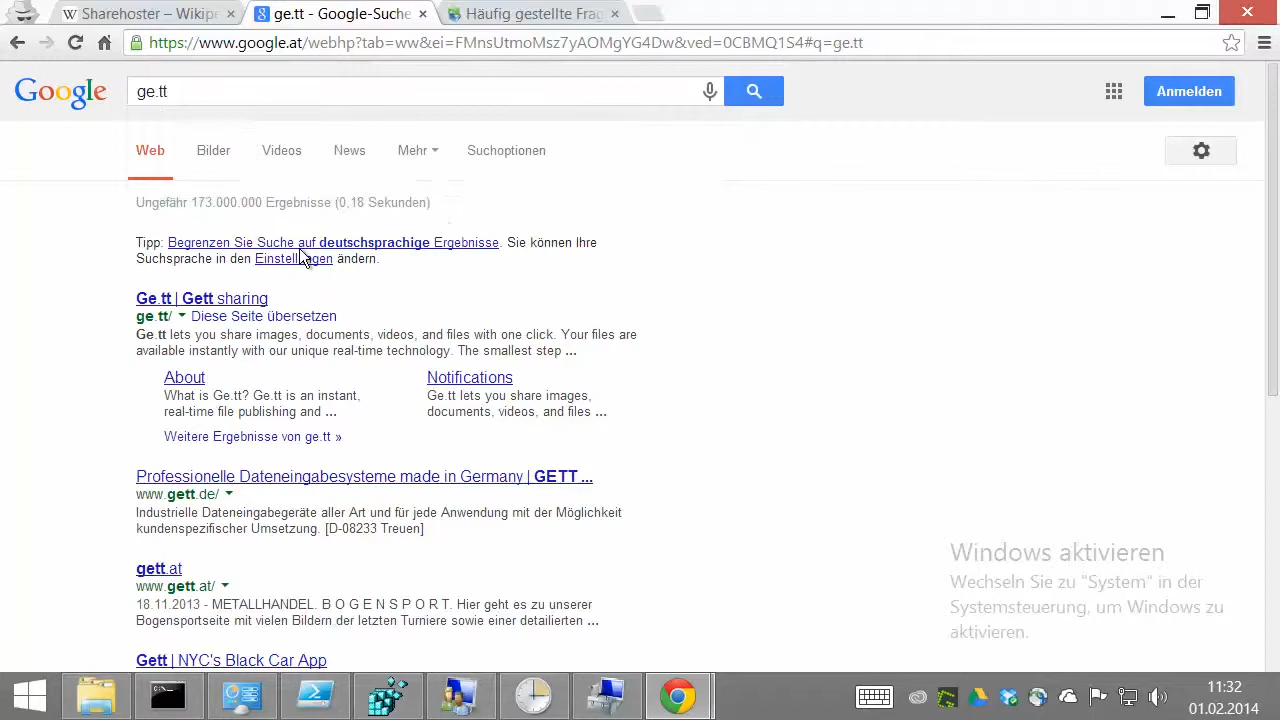 Sharehoster – Wikipe
ge.tt - Google-Suche
Häufig gestellte Frag
https://www.google.at/webhp?tab=ww&ei=FMnsUtmoMsz7yAOMgYG4Dw&ved=0CBMQ1S4#q=ge.tt
Google
ge.tt
Anmelden
Web Bilder Videos News Mehr Suchoptionen
Ungefähr 173.000.000 Ergebnisse (0,18 Sekunden)
Tipp: Begrenzen Sie Suche auf deutschsprachige Ergebnisse. Sie können Ihre
Suchsprache in den Einstellungen ändern.
Ge.tt | Gett sharing
ge.tt/ Diese Seite übersetzen
Ge.tt lets you share images, documents, videos, and files with one click. Your files are
available instantly with our unique real-time technology. The smallest step ...
About
What is Ge.tt? Ge.tt is an instant,
real-time file publishing and ...
Notifications
Ge.tt lets you share images,
documents, videos, and files ...
Weitere Ergebnisse von ge.tt »
Professionelle Dateneingabesysteme made in Germany | GETT ...
www.gett.de/
Industrielle Dateneingabegeräte aller Art und für jede Anwendung mit der Möglichkeit
kundenspezifischer Umsetzung. [D-08233 Treuen]
gett.at
www.gett.at/
18.11.2013 - METALLHANDEL. B O G E N S P O R T. Hier geht es zu unserer
Bogensportseite mit vielen Bildern der letzten Turniere sowie einer detailierten ...
Gett | NYC's Black Car App
Windows aktivieren
Wechseln Sie zu "System" in der
Systemsteuerung, um Windows zu
aktivieren.
11:32
01.02.2014